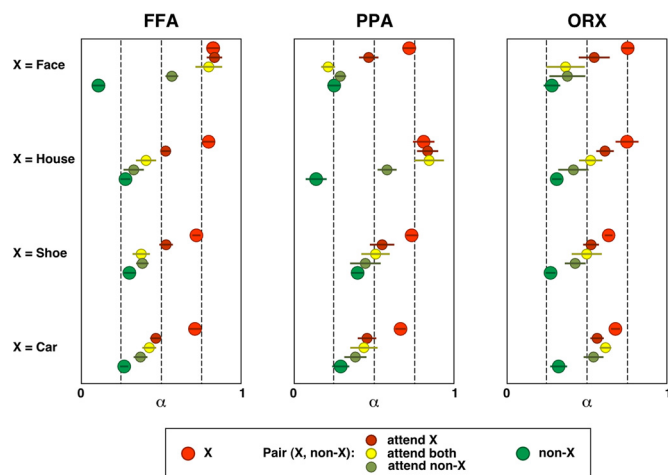 FFA PPA ORX
X = Face
X = House
X = Shoe
X = Car
0 1 0 1 0 1
α α α
X Pair (X, non-X): attend X
attend both
attend non-X
non-X